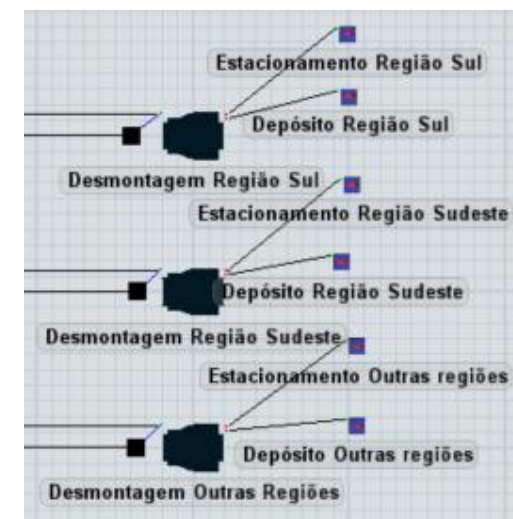 Estacionamento Região Sul
Depósito Região Sul
Desmontagem Região Sul
Estacionamento Região Sudeste
Depósito Região Sudeste
Desmontagem Região Sudeste
Estacionamento Outras regiões
Depósito Outras regiões
Desmontagem Outras Regiões